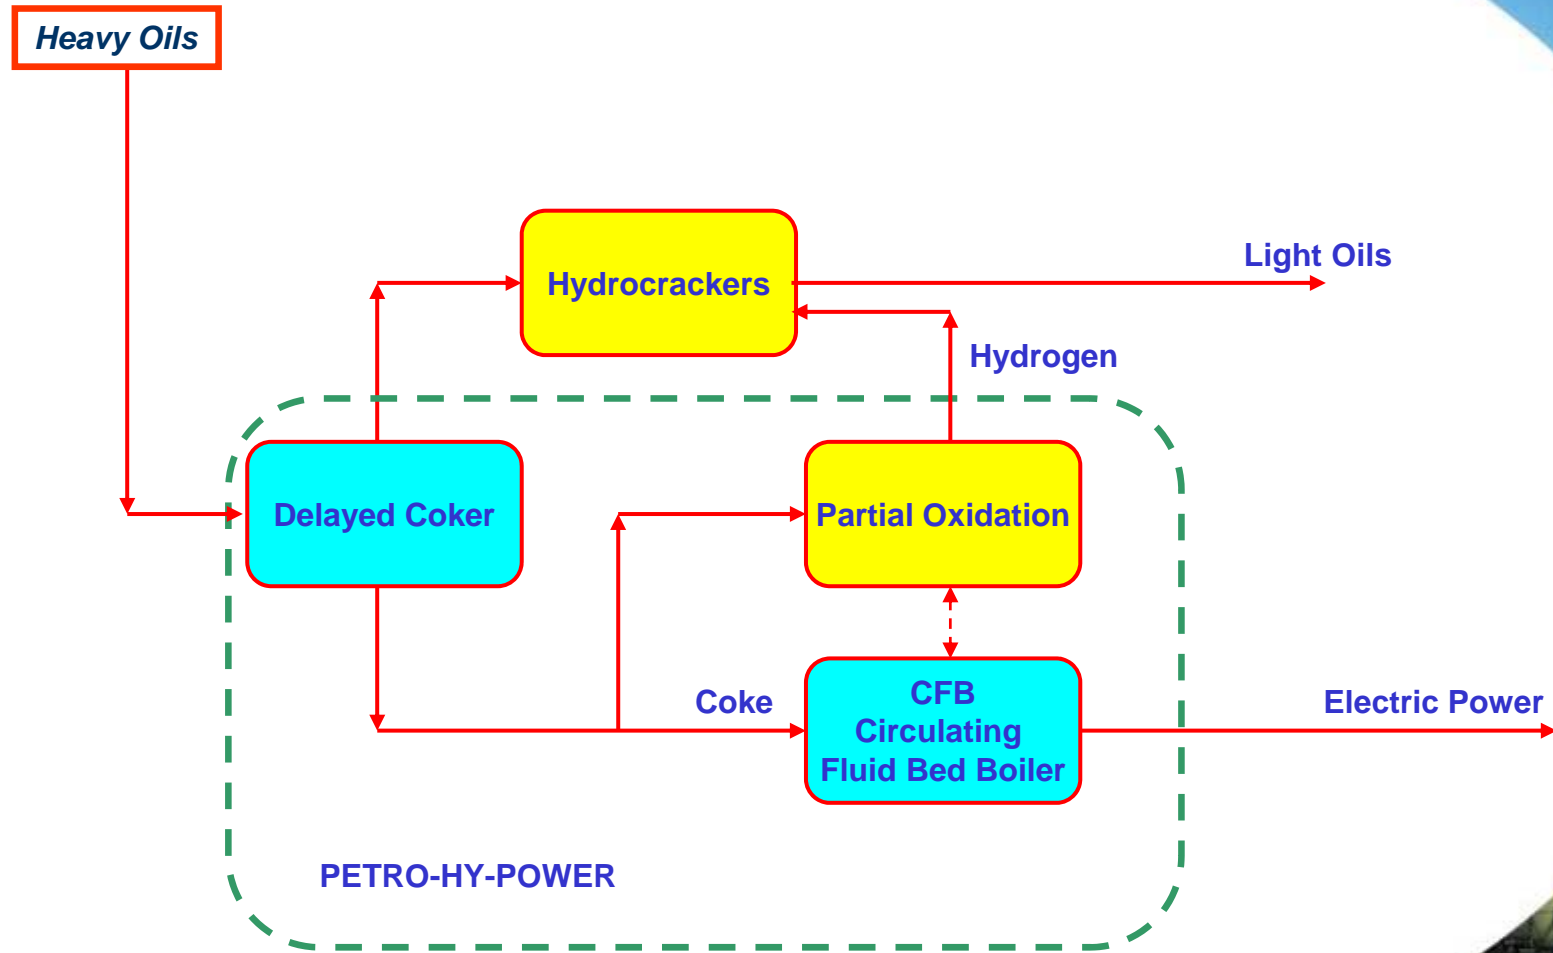 Heavy Oils
Light Oils
Hydrocrackers
Hydrogen
Delayed Coker
Partial Oxidation
Coke
CFB
Circulating
Fluid Bed Boiler
Electric Power
PETRO-HY-POWER